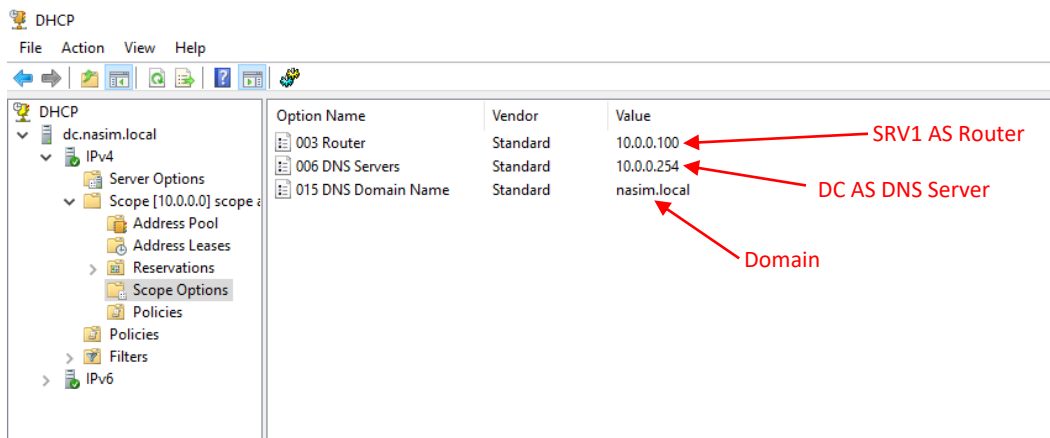 DHCP
File Action View Help
DHCP
dc.nasim.local
IPv4
Server Options
Scope [10.0.0.0] scope a
Address Pool
Address Leases
Reservations
Scope Options
Policies
Policies
Filters
IPv6
Option Name Vendor Value
003 Router Standard 10.0.0.100
006 DNS Servers Standard 10.0.0.254
015 DNS Domain Name Standard nasim.local
SRV1 AS Router
DC AS DNS Server
Domain